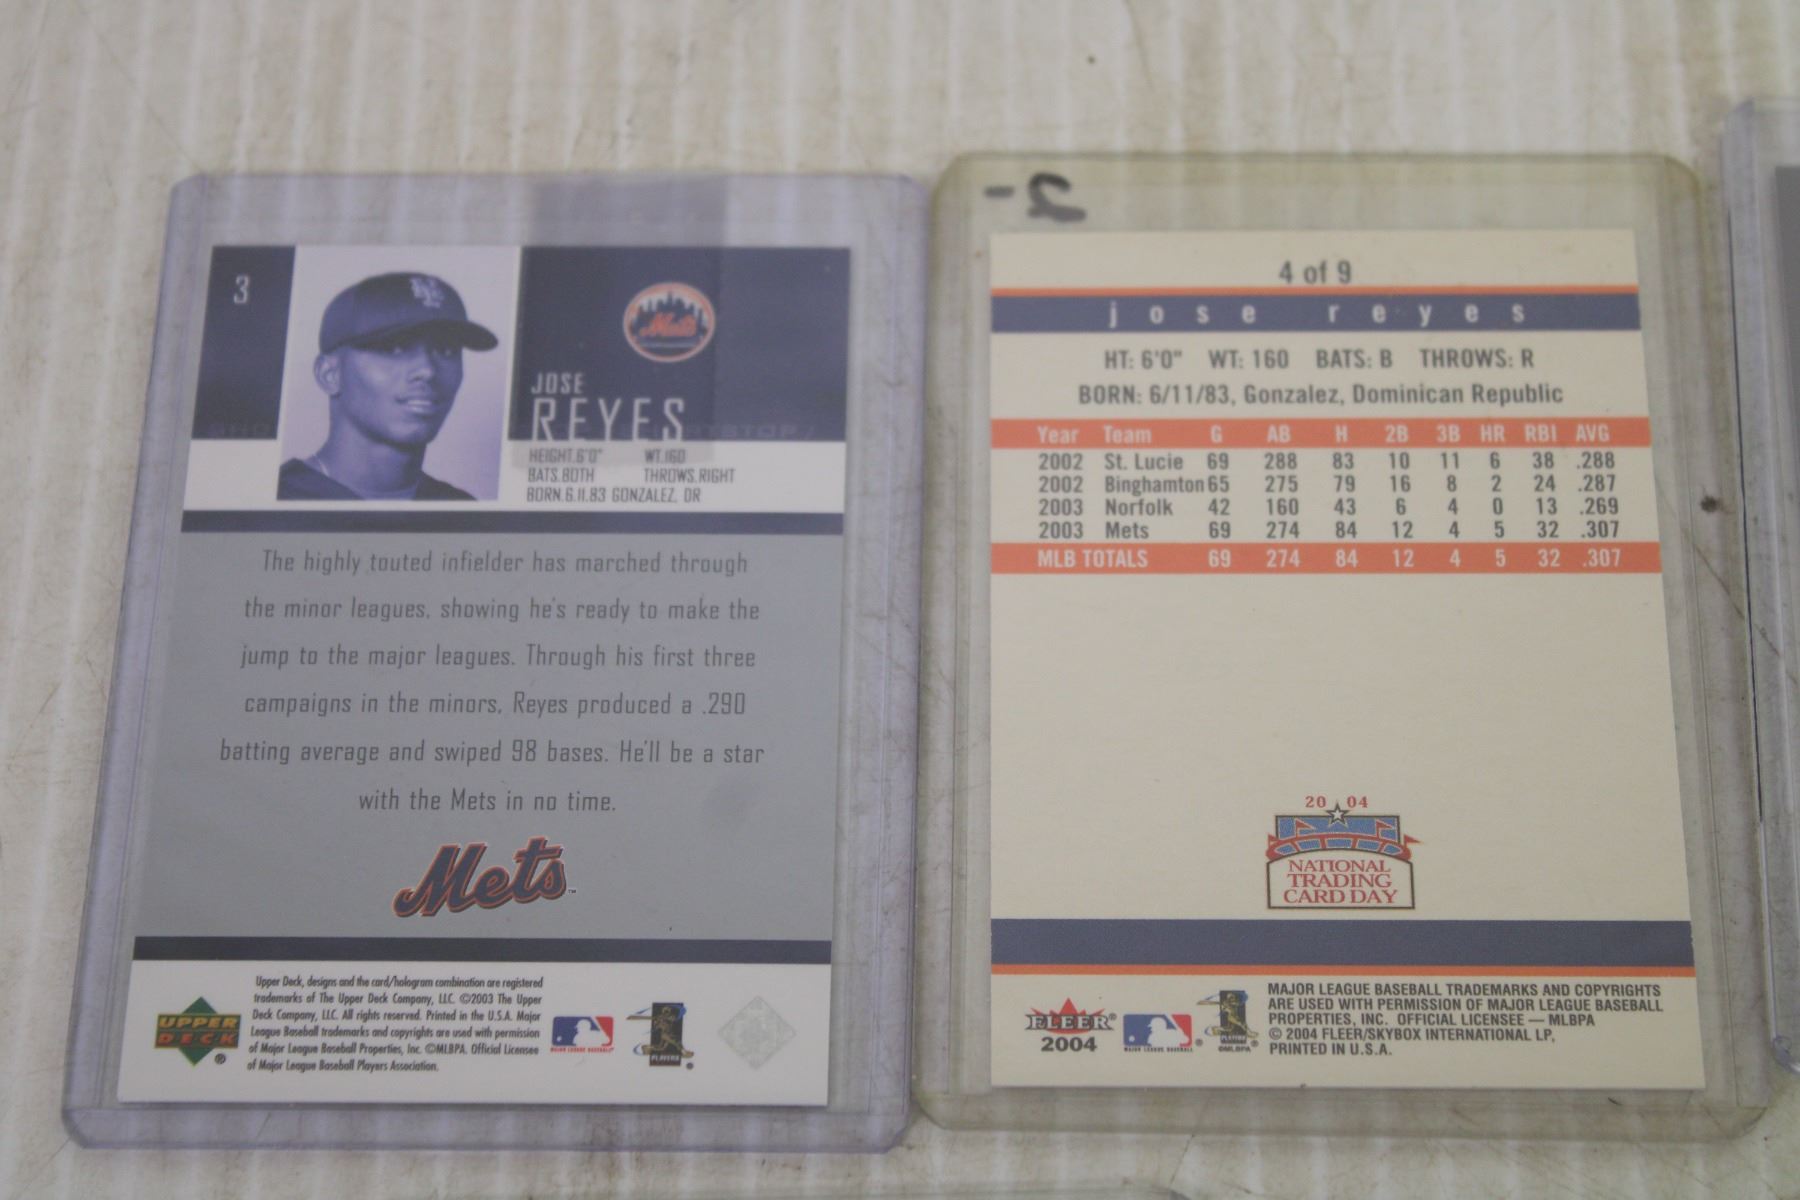 3
Mets
JOSE
REYES
HEIGHT.6'0" WT.160
BATS.BOTH THROWS.RIGHT
BORN.6.11.83 GONZALEZ, DR
The highly touted infielder has marched through
the minor leagues, showing he's ready to make the
jump to the major leagues. Through his first three
campaigns in the minors, Reyes produced a .290
batting average and swiped 98 bases. He'll be a star
with the Mets in no time.
Mets™
UPPER
DECK®
Upper Deck, designs and the card/hologram combination are registered
trademarks of The Upper Deck Company, LLC. ©2003 The Upper
Deck Company, LLC. All rights reserved. Printed in the U.S.A. Major
League Baseball trademarks and copyrights are used with permission
of Major League Baseball Properties, Inc. ©MLBPA. Official Licensee
of Major League Baseball Players Association.
MAJOR LEAGUE BASEBALL
PLAYERS
4 of 9
jose reyes
HT: 6'0" WT: 160 BATS: B THROWS: R
BORN: 6/11/83, Gonzalez, Dominican Republic
Year Team G AB H 2B 3B HR RBI AVG
2002 St. Lucie 69 288 83 10 11 6 38 .288
2002 Binghamton 65 275 79 16 8 2 24 .287
2003 Norfolk 42 160 43 6 4 0 13 .269
2003 Mets 69 274 84 12 4 5 32 .307
MLB TOTALS 69 274 84 12 4 5 32 .307
20 04
NATIONAL
TRADING
CARD DAY
FLEER®
2004
MAJOR LEAGUE BASEBALL
PLAYERS
©MLBPA
MAJOR LEAGUE BASEBALL TRADEMARKS AND COPYRIGHTS
ARE USED WITH PERMISSION OF MAJOR LEAGUE BASEBALL
PROPERTIES, INC. OFFICIAL LICENSEE — MLBPA
© 2004 FLEER/SKYBOX INTERNATIONAL LP,
PRINTED IN U.S.A.